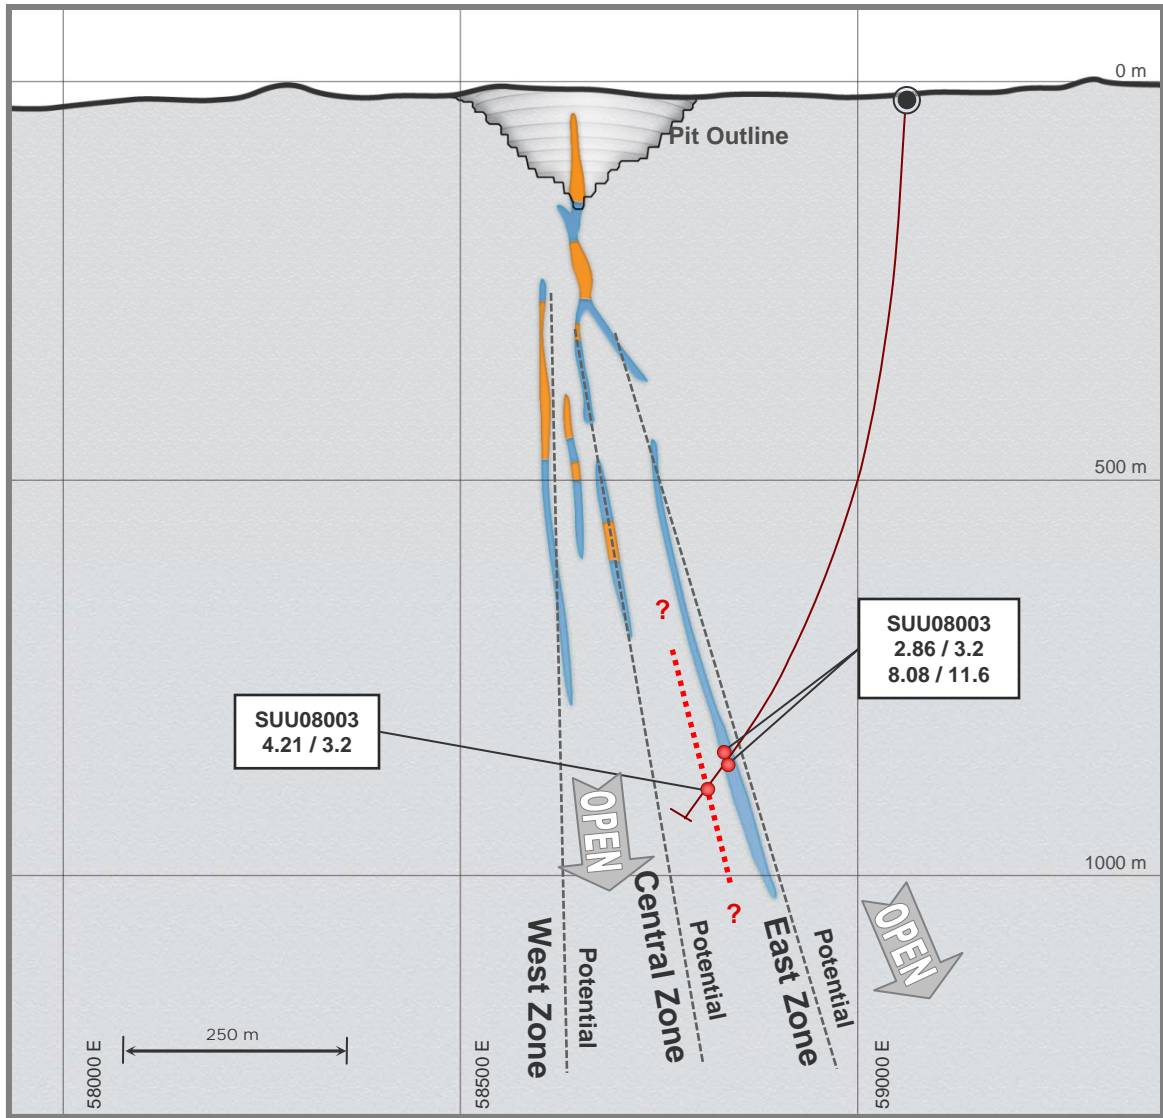 0 m
Pit Outline
500 m
?
SUU08003
2.86 / 3.2
8.08 / 11.6
SUU08003
4.21 / 3.2
OPEN
1000 m
?
OPEN
West Zone
Potential
Central Zone
Potential
East Zone
Potential
250 m
58000 E
58500 E
59000 E